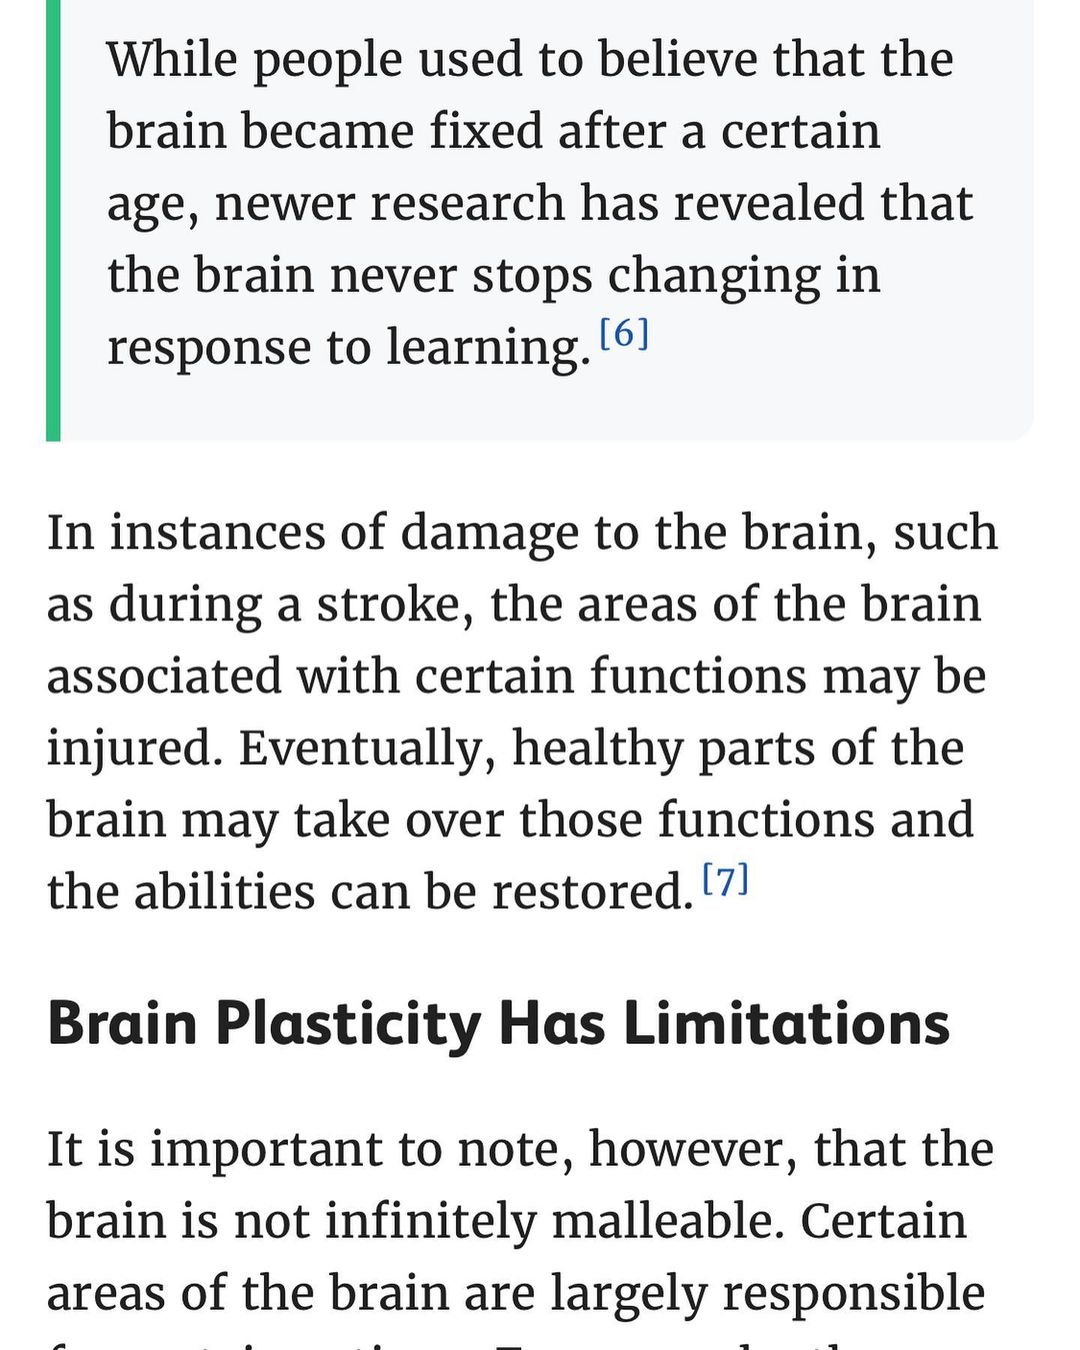 While people used to believe that the
brain became fixed after a certain
age, newer research has revealed that
the brain never stops changing in
response to learning. [6]
In instances of damage to the brain, such
as during a stroke, the areas of the brain
associated with certain functions may be
injured. Eventually, healthy parts of the
brain may take over those functions and
the abilities can be restored. [7]
Brain Plasticity Has Limitations
It is important to note, however, that the
brain is not infinitely malleable. Certain
areas of the brain are largely responsible